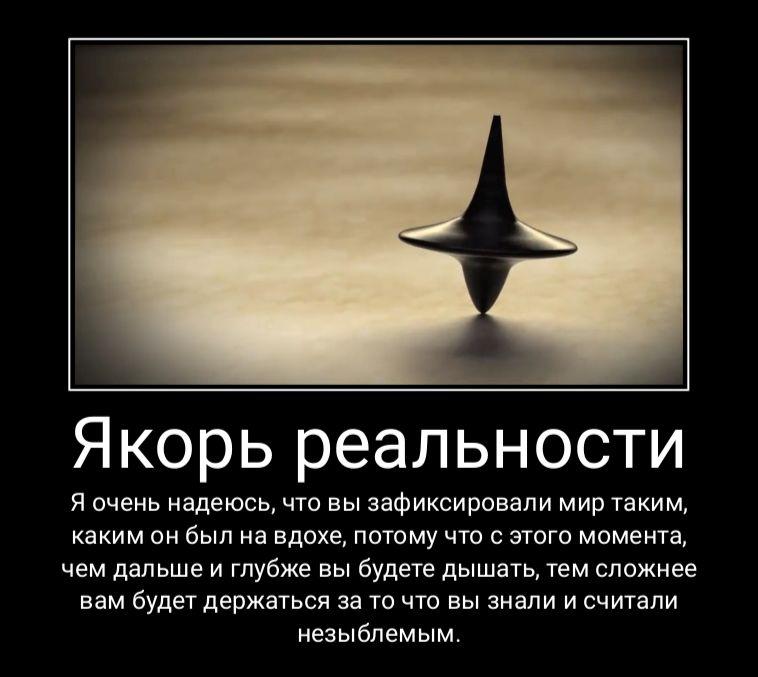 Якорь реальности
Я очень надеюсь, что вы зафиксировали мир таким,
каким он был на вдохе, потому что с этого момента,
чем дальше и глубже вы будете дышать, тем сложнее
вам будет держаться за то что вы знали и считали
незыблемым.